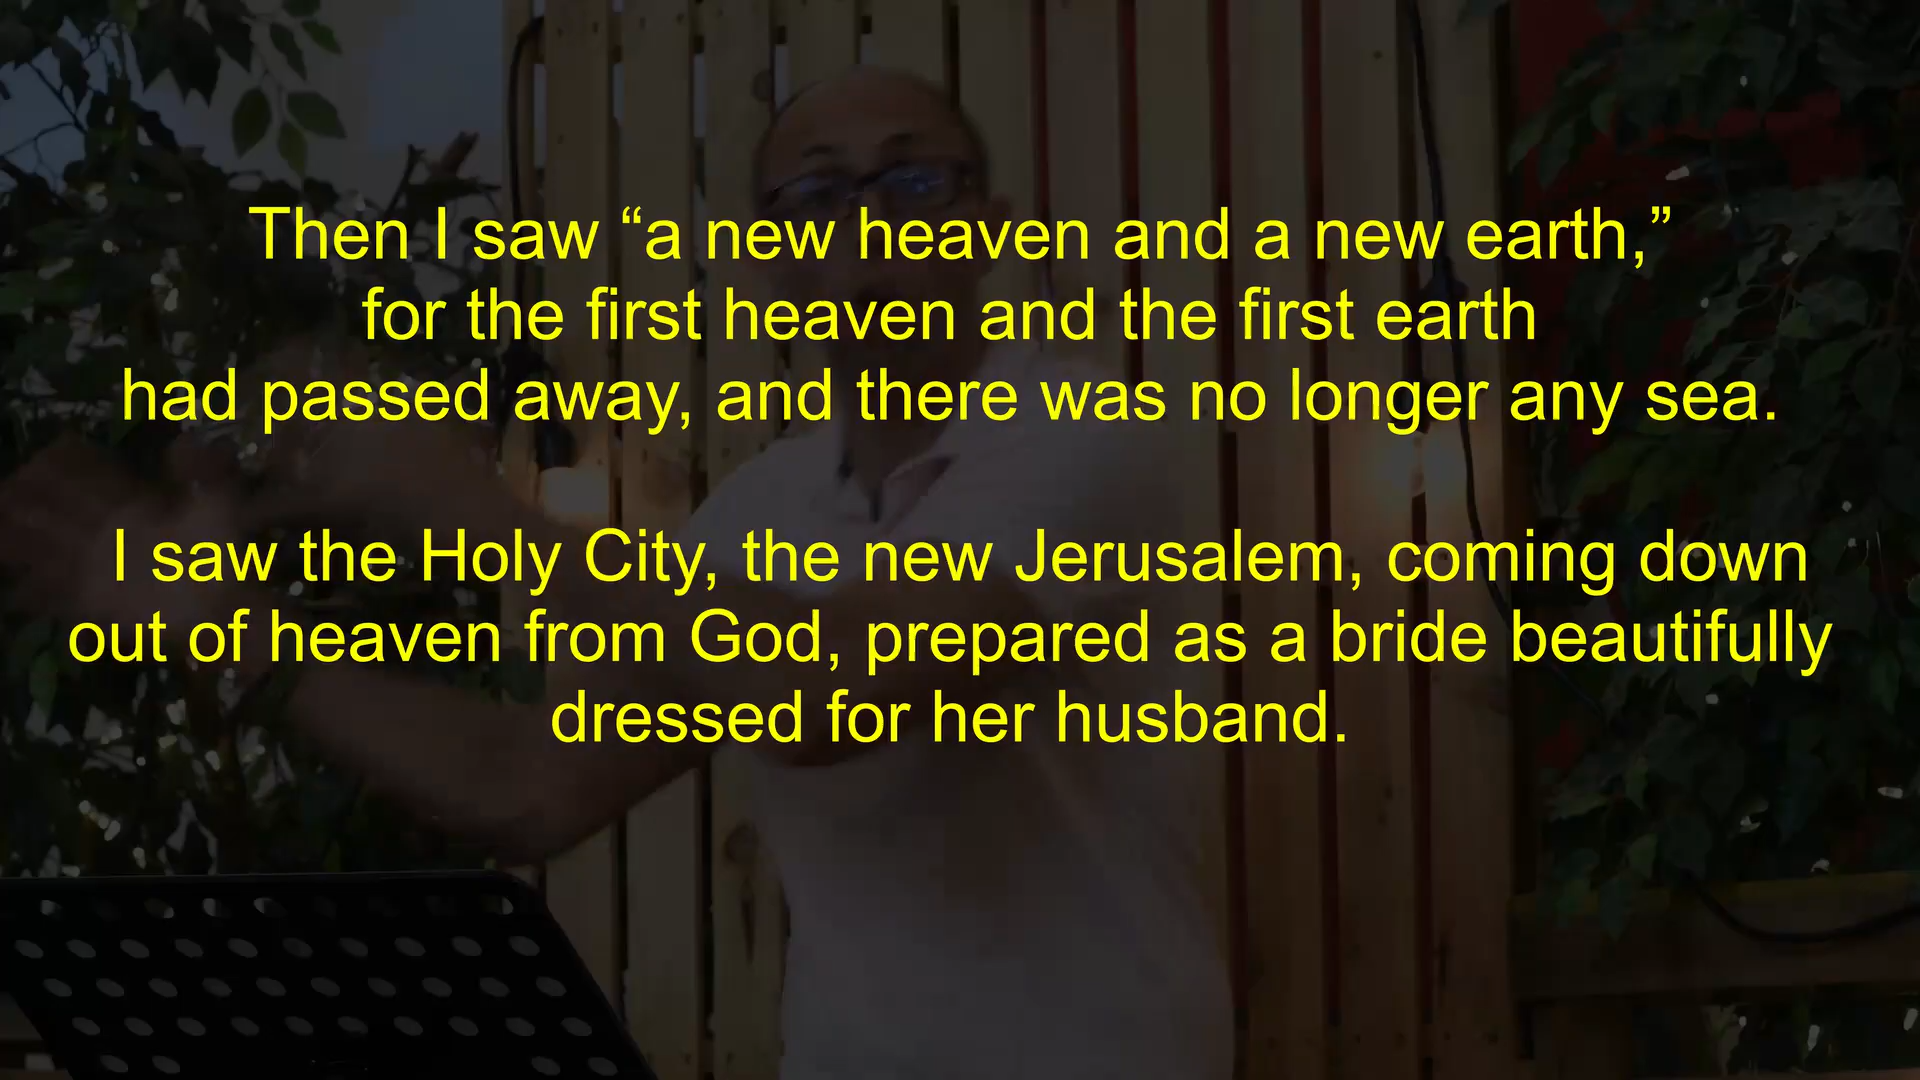 Then I saw “a new heaven and a new earth,”
for the first heaven and the first earth
had passed away, and there was no longer any sea.
I saw the Holy City, the new Jerusalem, coming down
out of heaven from God, prepared as a bride beautifully
dressed for her husband.